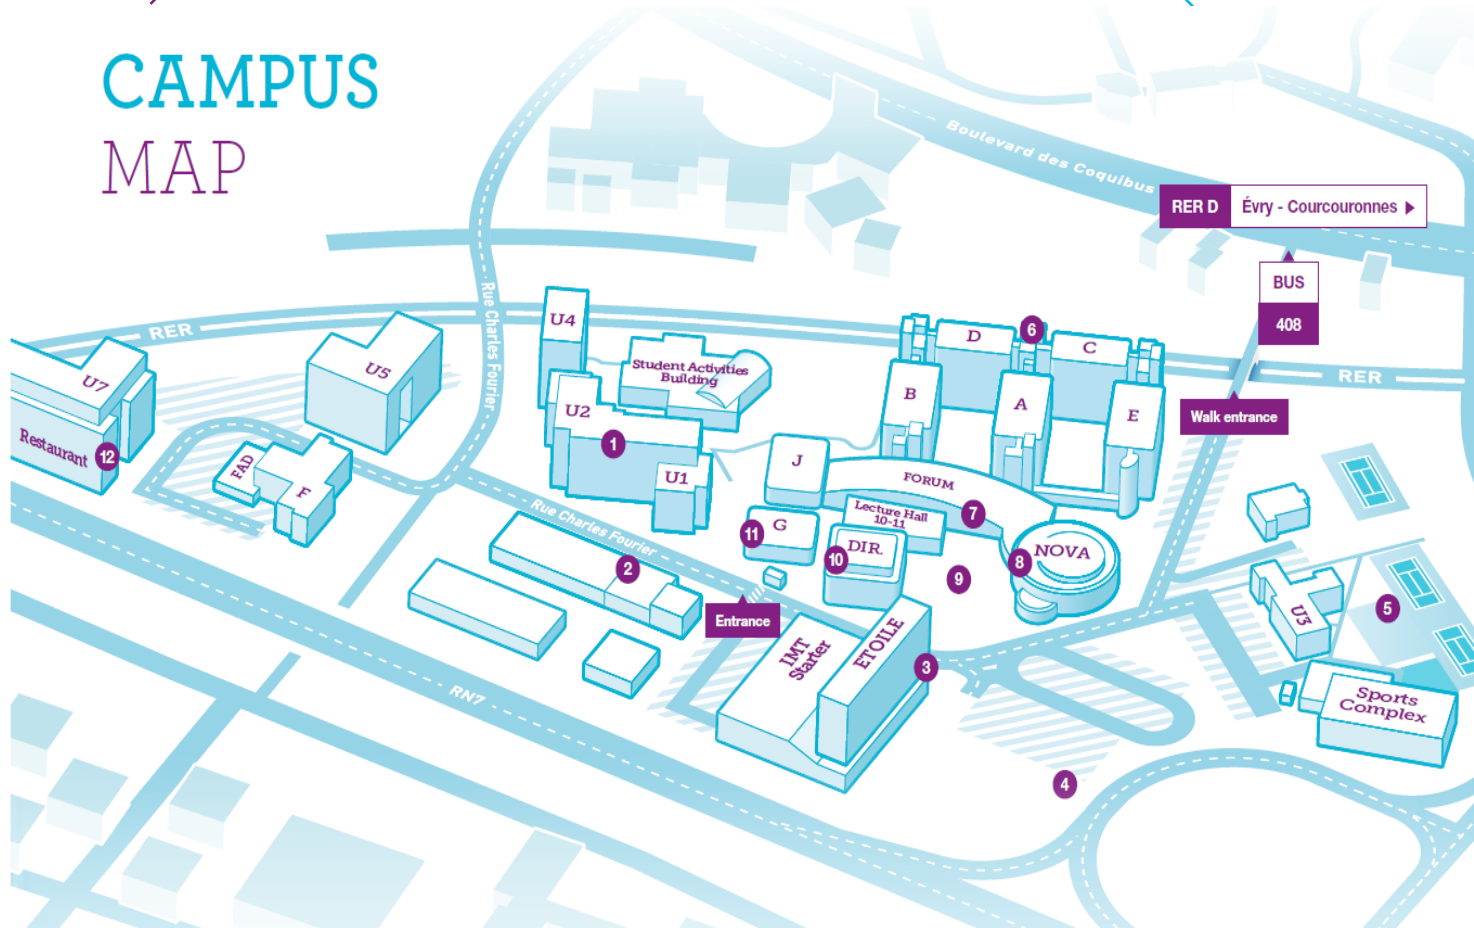 CAMPUS
MAP
Boulevard des Coquibus
RER D
Évry - Courcouronnes
BUS
408
Rue Charles Fourier
RER
U4
6
D
C
U7
U5
Student Activities
Building
RER
B
A
E
Walk entrance
U2
1
Restaurant
12
FAD
F
U1
J
FORUM
Rue Charles Fourier
Lecture Hall
10-11
7
11
G
10
DIR.
8
NOVA
2
9
Entrance
5
U3
IMT
Starter
ETOILE
3
RN7
Sports
Complex
4